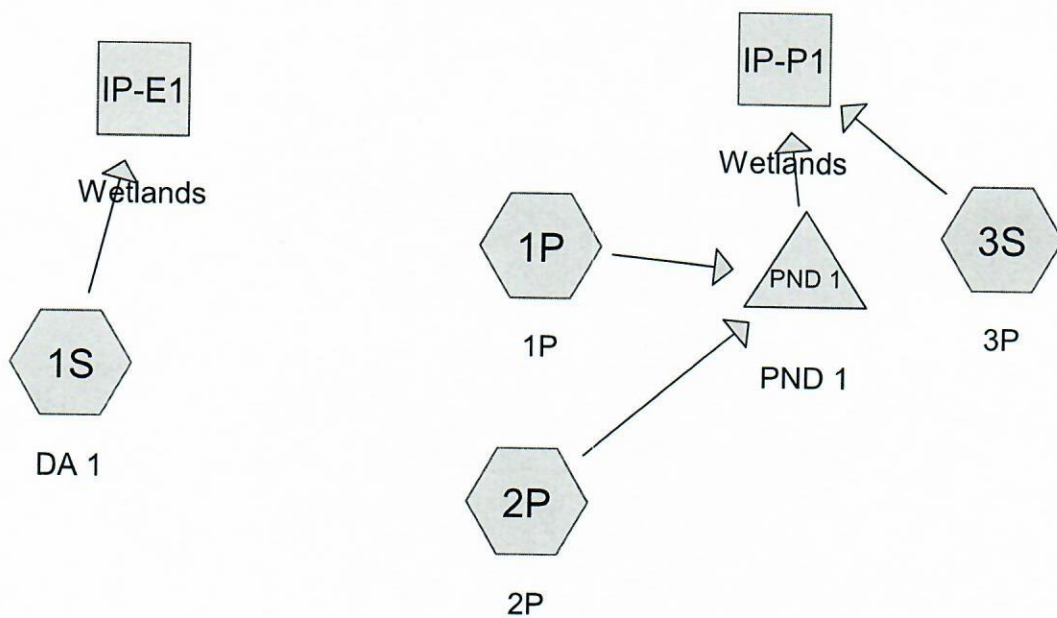 IP-E1
Wetlands
1S
DA 1
IP-P1
Wetlands
1P
1P
PND 1
PND 1
3S
3P
2P
2P